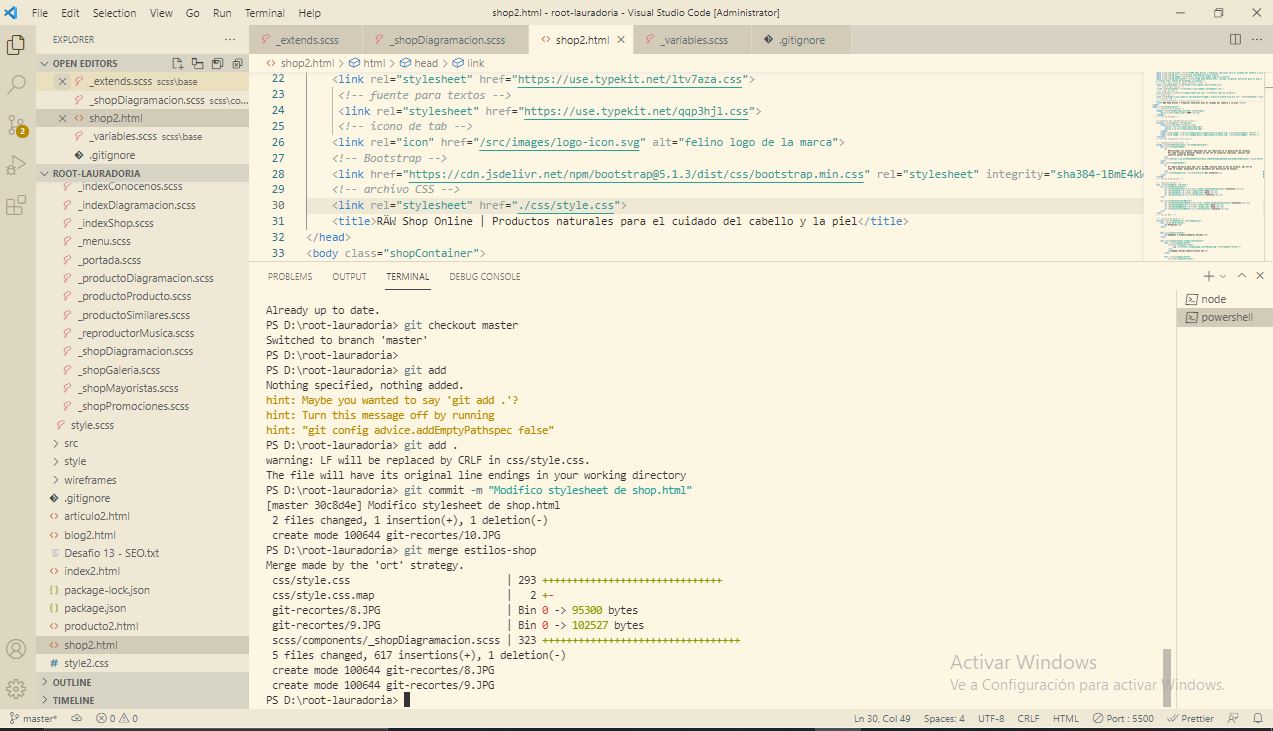 File Edit Selection View Go Run Terminal Help
shop2.html - root-lauradoria - Visual Studio Code [Administrator]
EXPLORER
OPEN EDITORS
_extends.scss scss\base
_shopDiagramacion.scss scss\co...
shop2.html
_variables.scss scss\base
.gitignore
ROOT-LAURADORIA
_indexConocenos.scss
_indexDiagramacion.scss
_indexShop.scss
_menu.scss
_portada.scss
_productoDiagramacion.scss
_productoProducto.scss
_productoSimilares.scss
_reproductorMusica.scss
_shopDiagramacion.scss
_shopGaleria.scss
_shopMayoristas.scss
_shopPromociones.scss
style.scss
src
style
wireframes
.gitignore
articulo2.html
blog2.html
Desafio 13 - SEO.txt
index2.html
package-lock.json
package.json
producto2.html
shop2.html
style2.css
OUTLINE
TIMELINE
2
_extends.scss
_shopDiagramacion.scss
shop2.html
_variables.scss
.gitignore
shop2.html > html > head > link
22 <link rel="stylesheet" href="https://use.typekit.net/ltv7aza.css">
23 <!-- fuente para texto -->
24 <link rel="stylesheet" href="https://use.typekit.net/qqp3hjl.css">
25 <!-- icono de tab -->
26 <link rel="icon" href="/src/images/logo-icon.svg" alt="felino logo de la marca">
27 <!-- Bootstrap -->
28 <link href="https://cdn.jsdelivr.net/npm/bootstrap@5.1.3/dist/css/bootstrap.min.css" rel="stylesheet" integrity="sha384-1BmE4kW
29 <!-- archivo CSS -->
30 <link rel="stylesheet" href="./css/style.css">
31 <title>RÄW Shop Online | Productos naturales para el cuidado del cabello y la piel</title>
32 </head>
33 <body class="shopContainer">
PROBLEMS OUTPUT TERMINAL DEBUG CONSOLE
node
powershell
Already up to date.
PS D:\root-lauradoria> git checkout master
Switched to branch 'master'
PS D:\root-lauradoria>
PS D:\root-lauradoria> git add
Nothing specified, nothing added.
hint: Maybe you wanted to say 'git add .'?
hint: Turn this message off by running
hint: "git config advice.addEmptyPathspec false"
PS D:\root-lauradoria> git add .
warning: LF will be replaced by CRLF in css/style.css.
The file will have its original line endings in your working directory
PS D:\root-lauradoria> git commit -m "Modifico stylesheet de shop.html"
[master 30c8d4e] Modifico stylesheet de shop.html
2 files changed, 1 insertion(+), 1 deletion(-)
create mode 100644 git-recortes/10.JPG
PS D:\root-lauradoria> git merge estilos-shop
Merge made by the 'ort' strategy.
css/style.css | 293 ++++++++++++++++++++++++++++++
css/style.css.map | 2 +-
git-recortes/8.JPG | Bin 0 -> 95300 bytes
git-recortes/9.JPG | Bin 0 -> 102527 bytes
scss/components/_shopDiagramacion.scss | 323 +++++++++++++++++++++++++++++++++
5 files changed, 617 insertions(+), 1 deletion(-)
create mode 100644 git-recortes/8.JPG
create mode 100644 git-recortes/9.JPG
PS D:\root-lauradoria>
Activar Windows
Ve a Configuración para activar Windows.
master* 0 0
Ln 30, Col 49 Spaces: 4 UTF-8 CRLF HTML Port : 5500 Prettier